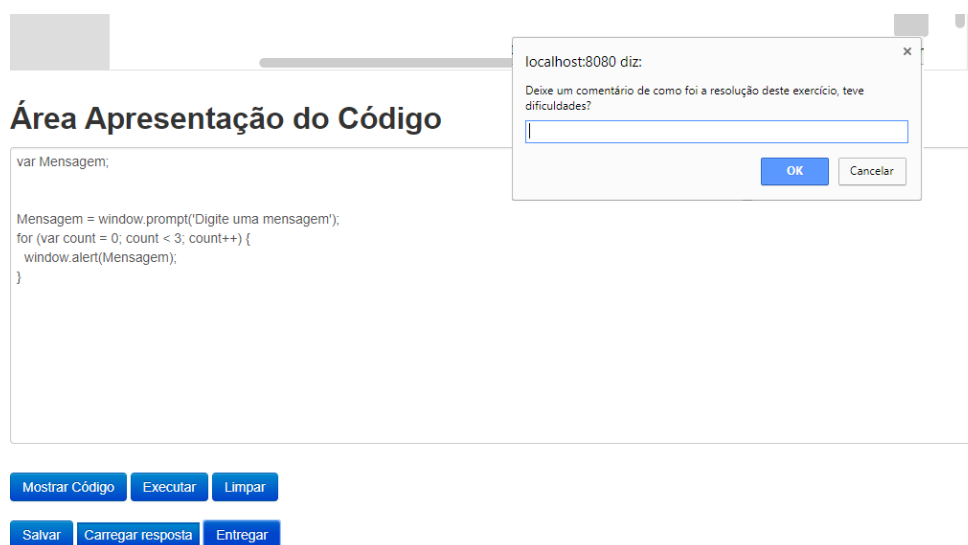 localhost:8080 diz:
Deixe um comentário de como foi a resolução deste exercício, teve
dificuldades?
OK Cancelar
Área Apresentação do Código
var Mensagem;
Mensagem = window.prompt('Digite uma mensagem');
for (var count = 0; count < 3; count++) {
window.alert(Mensagem);
}
Mostrar Código Executar Limpar
Salvar Carregar resposta Entregar